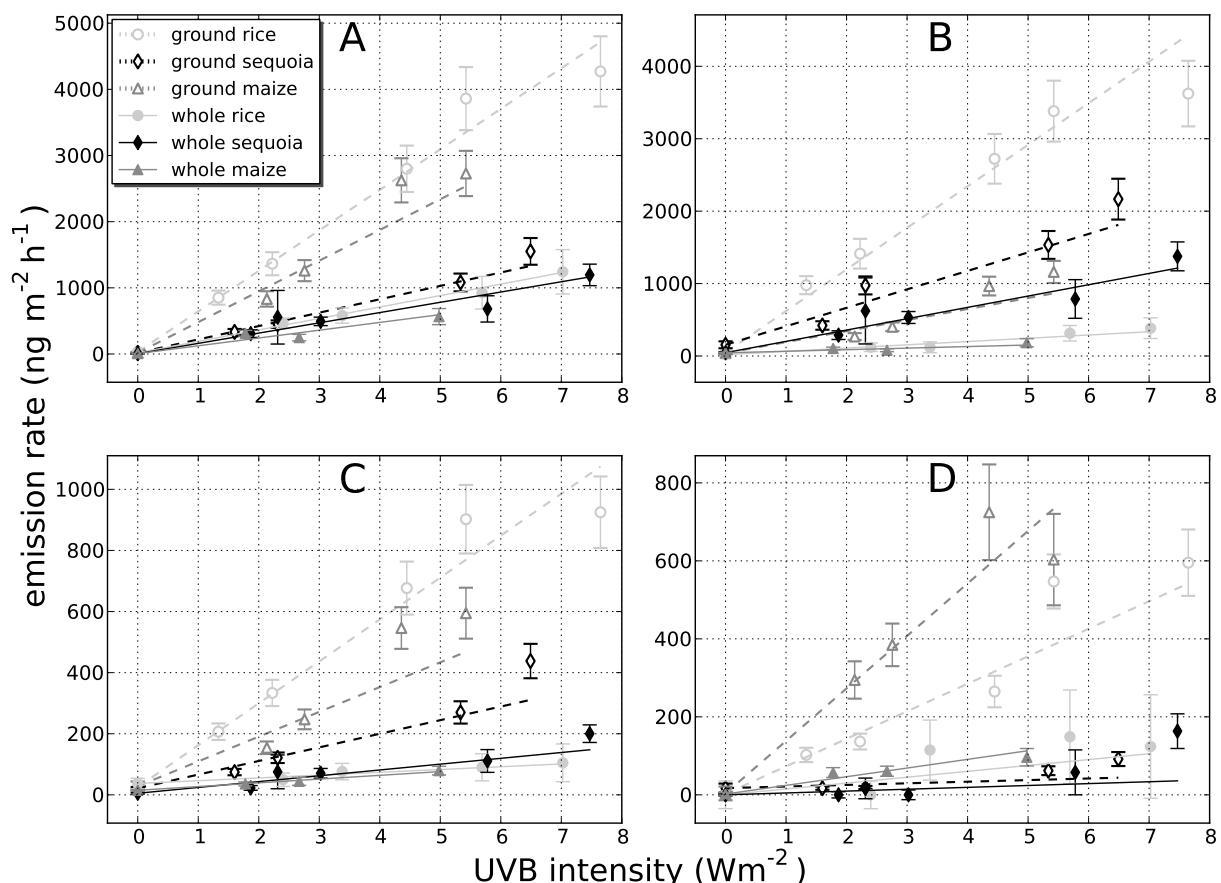 A
B
ground rice
ground sequoia
ground maize
whole rice
whole sequoia
whole maize
5000
4000
3000
2000
1000
0
0 1 2 3 4 5 6 7 8
4000
3000
2000
1000
0
0 1 2 3 4 5 6 7 8
emission rate (ng m-2 h-1)
C
D
1000
800
600
400
200
0
0 1 2 3 4 5 6 7 8
800
600
400
200
0
0 1 2 3 4 5 6 7 8
UVB intensity (Wm-2)